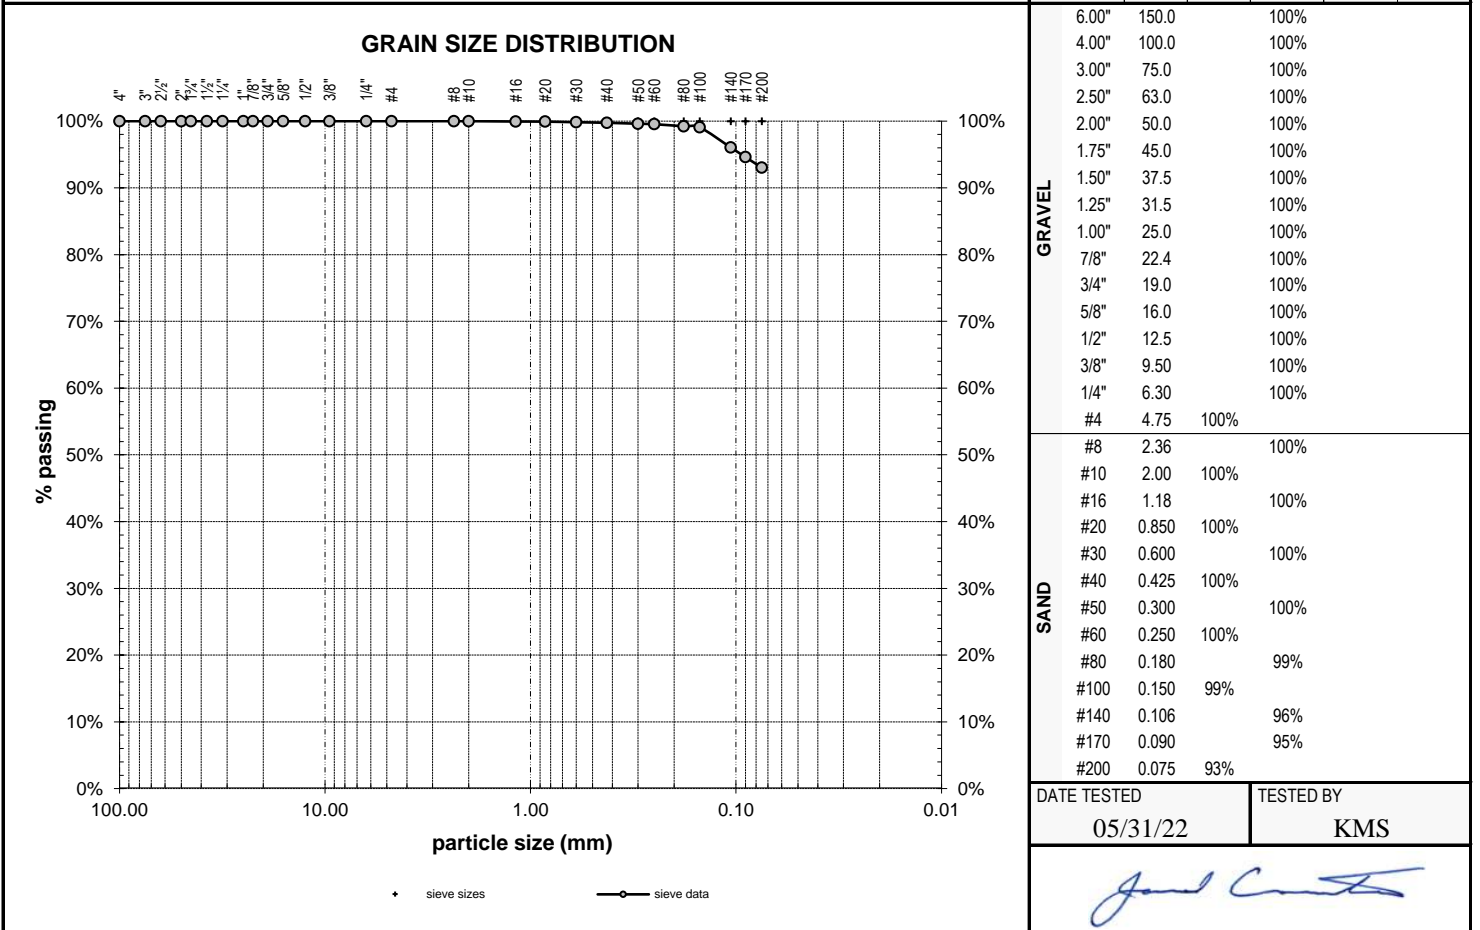 GRAIN SIZE DISTRIBUTION
4" 3" 2½" 2" 1¾" 1½" 1¼" 1" 7/8" 3/4" 5/8" 1/2" 3/8" 1/4" #4 #8 #10 #16 #20 #30 #40 #50 #60 #80 #100 #140 #170 #200
100% 100%
90% 90%
80% 80%
70% 70%
60% 60%
50% 50%
40% 40%
30% 30%
20% 20%
10% 10%
0% 0%
% passing
100.00 10.00 1.00 0.10 0.01
particle size (mm)
sieve sizes sieve data
GRAVEL
6.00" 150.0 100%
4.00" 100.0 100%
3.00" 75.0 100%
2.50" 63.0 100%
2.00" 50.0 100%
1.75" 45.0 100%
1.50" 37.5 100%
1.25" 31.5 100%
1.00" 25.0 100%
7/8" 22.4 100%
3/4" 19.0 100%
5/8" 16.0 100%
1/2" 12.5 100%
3/8" 9.50 100%
1/4" 6.30 100%
#4 4.75 100%
SAND
#8 2.36 100%
#10 2.00 100%
#16 1.18 100%
#20 0.850 100%
#30 0.600 100%
#40 0.425 100%
#50 0.300 100%
#60 0.250 100%
#80 0.180 99%
#100 0.150 99%
#140 0.106 96%
#170 0.090 95%
#200 0.075 93%
DATE TESTED TESTED BY
05/31/22 KMS